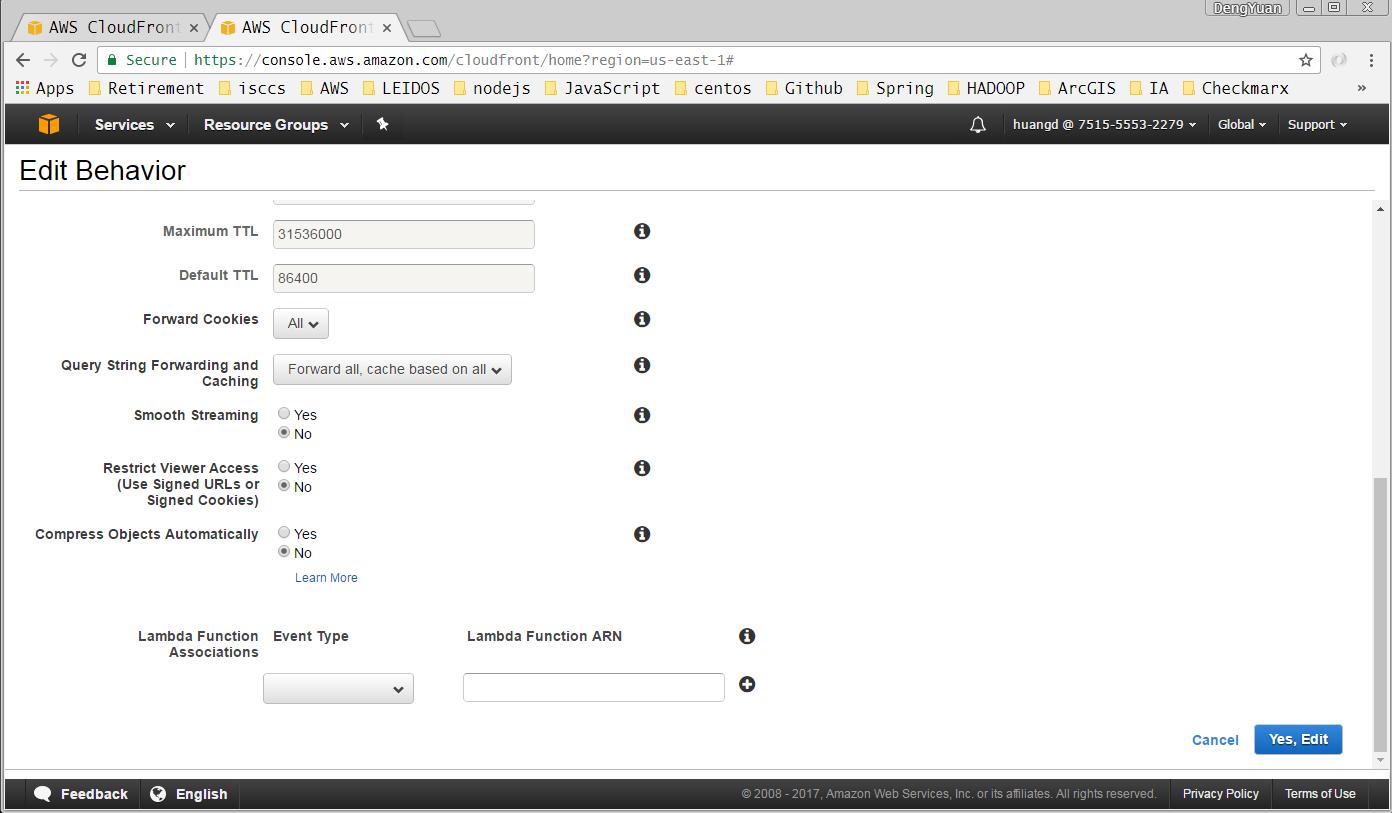 DengYuan
AWS CloudFront
AWS CloudFront
Secure https://console.aws.amazon.com/cloudfront/home?region=us-east-1#
Apps Retirement isccs AWS LEIDOS nodejs JavaScript centos Github Spring HADOOP ArcGIS IA Checkmarx »
Services Resource Groups huangd @ 7515-5553-2279 Global Support
Edit Behavior
Maximum TTL 31536000
Default TTL 86400
Forward Cookies All
Query String Forwarding and
Caching
Forward all, cache based on all
Smooth Streaming Yes
No
Restrict Viewer Access
(Use Signed URLs or
Signed Cookies)
Yes
No
Compress Objects Automatically Yes
No
Learn More
Lambda Function
Associations
Event Type Lambda Function ARN
Cancel Yes, Edit
Feedback English © 2008 - 2017, Amazon Web Services, Inc. or its affiliates. All rights reserved. Privacy Policy Terms of Use